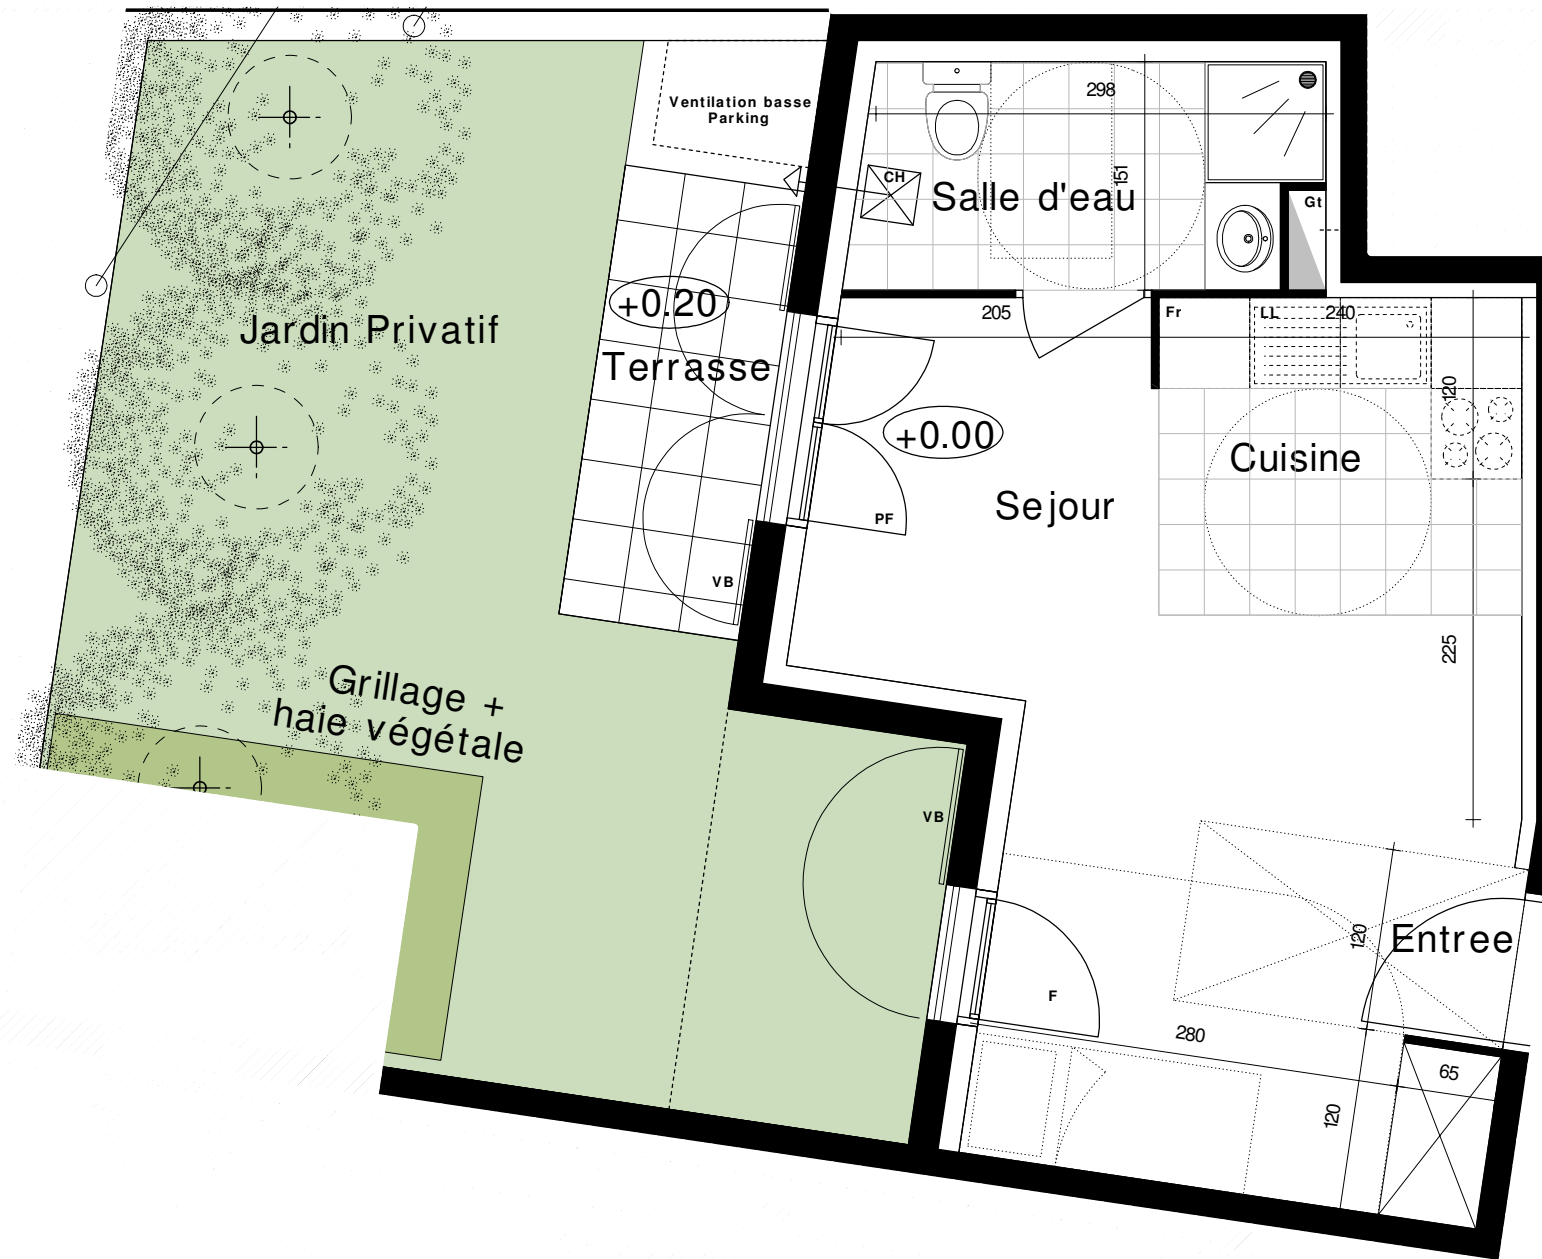 Ventilation basse
Parking
298
151
CH
Salle d'eau
Gt
+0.20
Jardin Privatif
Terrasse
205
Fr
LL
240
120
+0.00
Cuisine
Sejour
PF
VB
225
Grillage +
haie végétale
VB
120
Entree
F
280
65
120